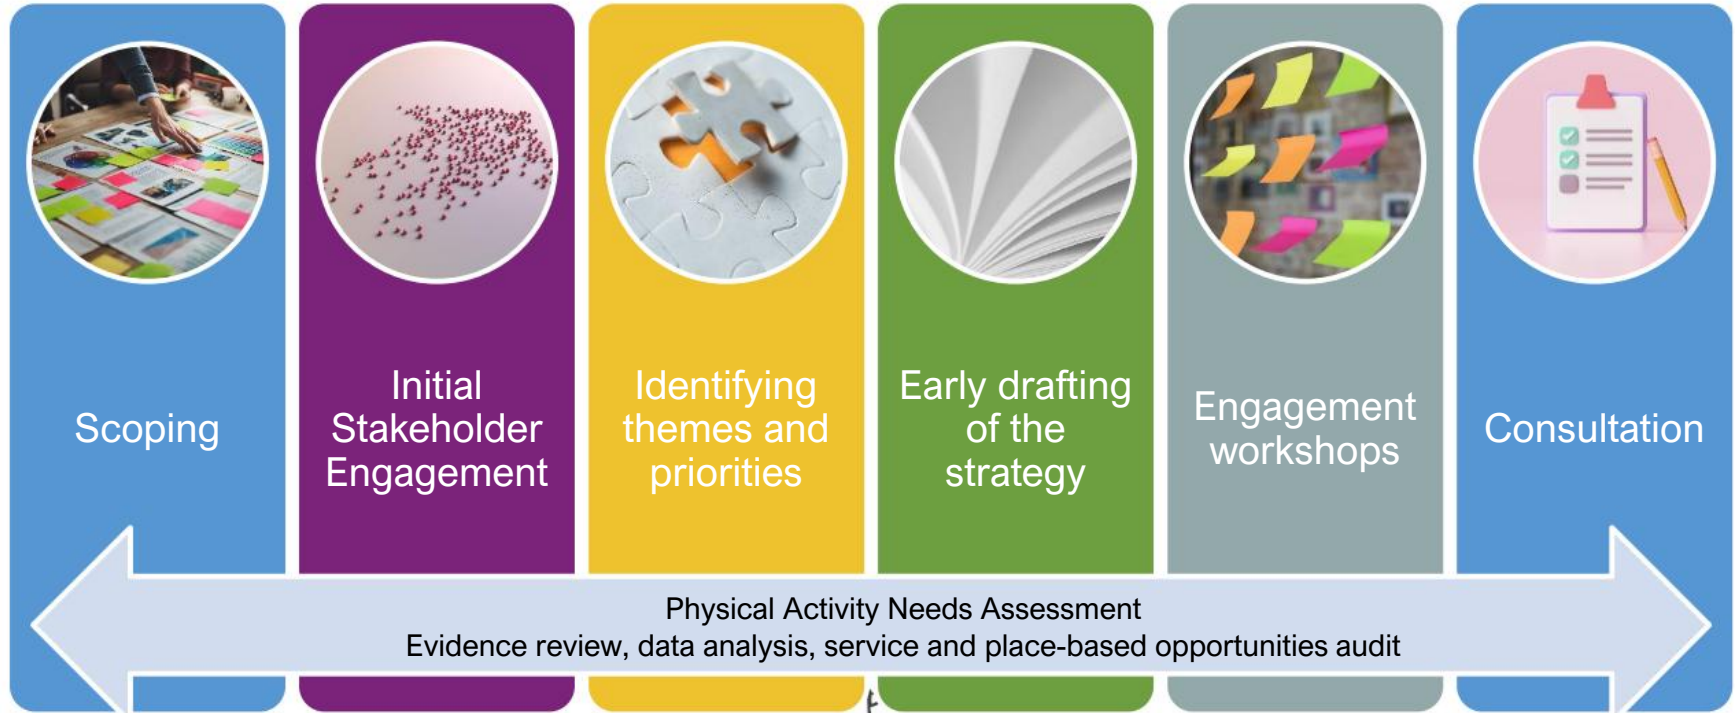 Scoping
Initial
Stakeholder
Engagement
Identifying
themes and
priorities
Early drafting
of the
strategy
Engagement
workshops
Consultation
Physical Activity Needs Assessment
Evidence review, data analysis, service and place-based opportunities audit